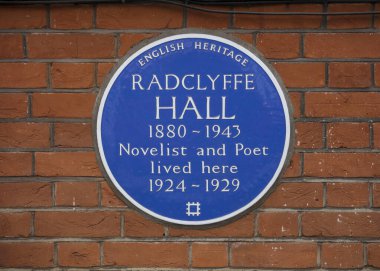 ENGLISH HERITAGE
RADCLYFFE
HALL
1880 ~ 1943
Novelist and Poet
lived here
1924 ~ 1929